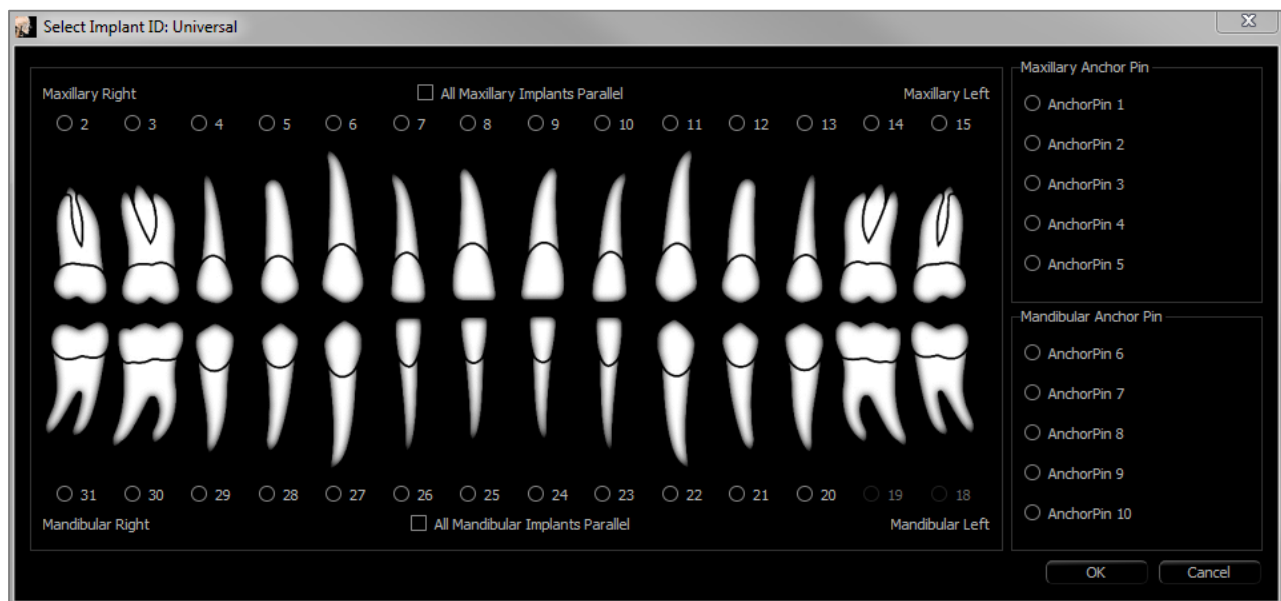 Select Implant ID: Universal
Maxillary Right
All Maxillary Implants Parallel
Maxillary Left
2 3 4 5 6 7 8 9 10 11 12 13 14 15
31 30 29 28 27 26 25 24 23 22 21 20 19 18
Mandibular Right
All Mandibular Implants Parallel
Mandibular Left
Maxillary Anchor Pin
AnchorPin 1
AnchorPin 2
AnchorPin 3
AnchorPin 4
AnchorPin 5
Mandibular Anchor Pin
AnchorPin 6
AnchorPin 7
AnchorPin 8
AnchorPin 9
AnchorPin 10
OK
Cancel